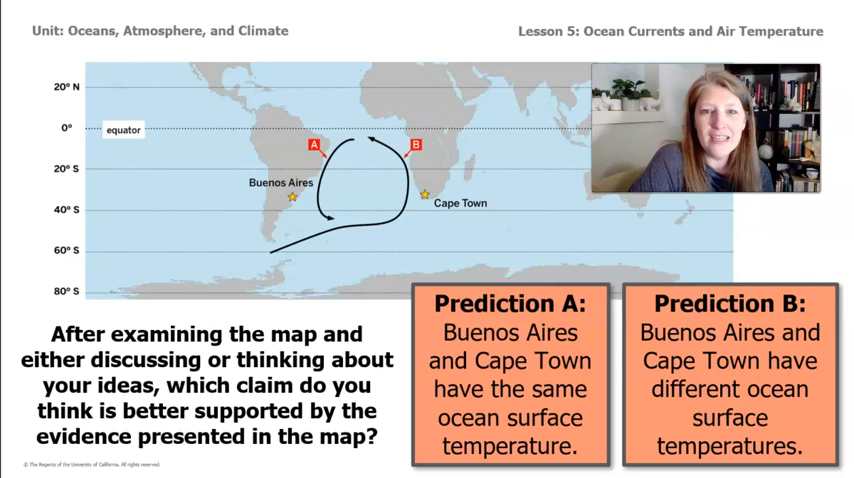 Unit: Oceans, Atmosphere, and Climate
Lesson 5: Ocean Currents and Air Temperature
20° N
0°
equator
A
B
20° S
Buenos Aires
Cape Town
40° S
60° S
80° S
After examining the map and
either discussing or thinking about
your ideas, which claim do you
think is better supported by the
evidence presented in the map?
Prediction A:
Buenos Aires
and Cape Town
have the same
ocean surface
temperature.
Prediction B:
Buenos Aires and
Cape Town have
different ocean
surface
temperatures.
© The Regents of the University of California. All rights reserved.